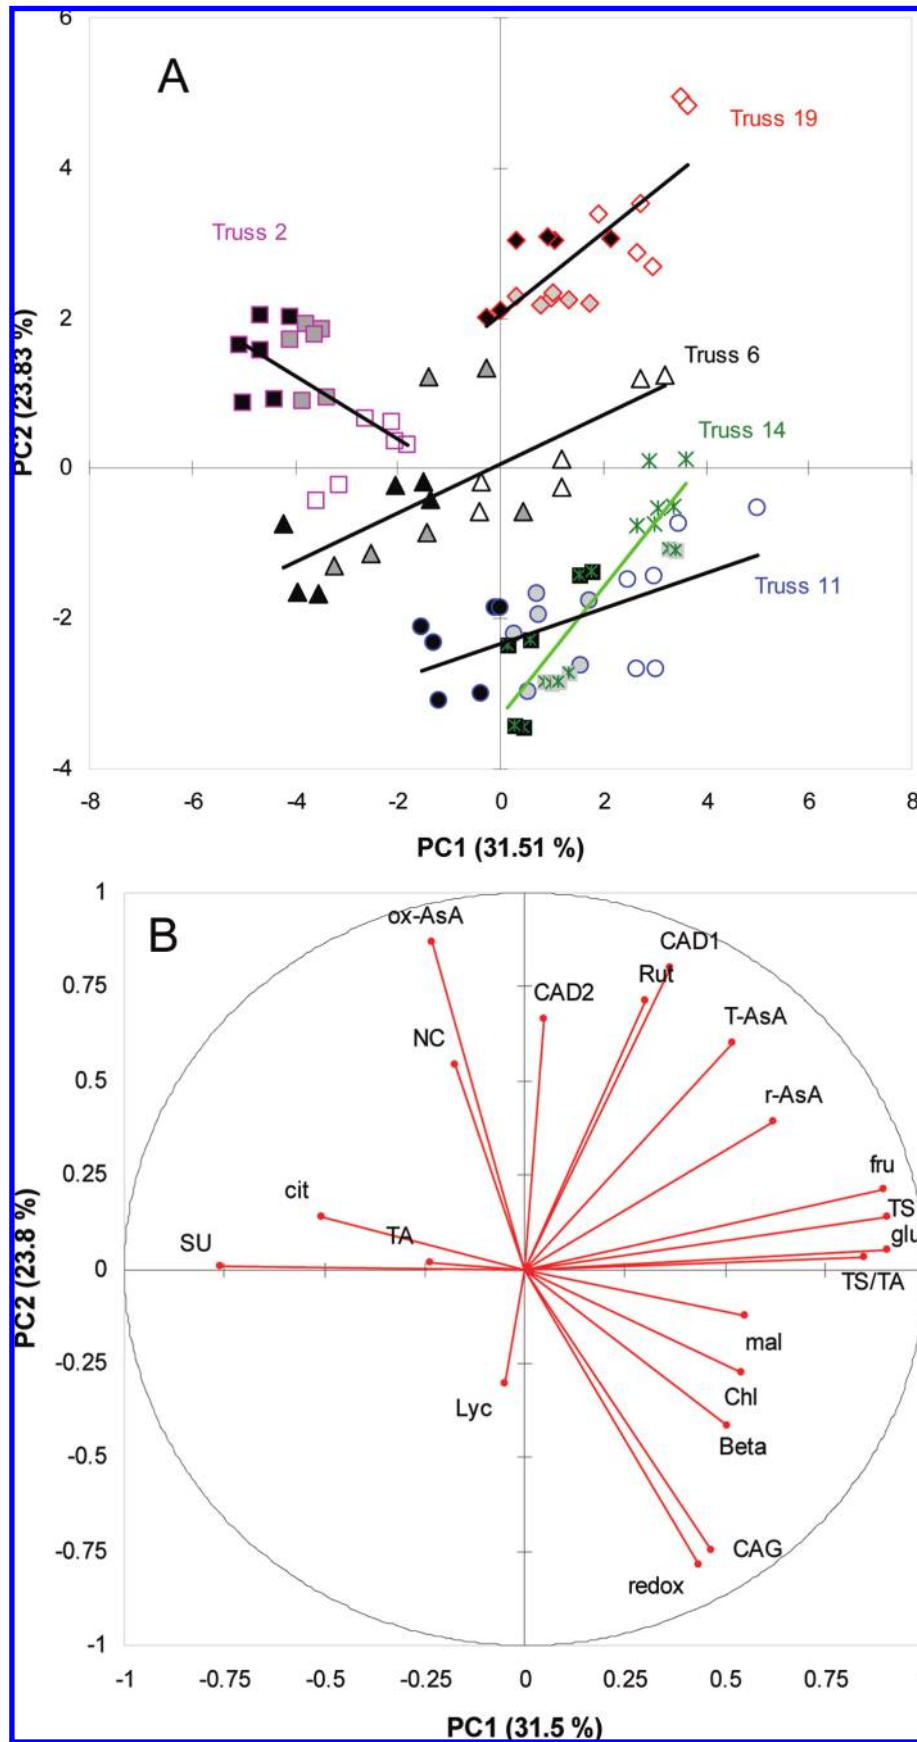 A
6
Truss 19
4
Truss 2
2
Truss 6
Truss 14
0
Truss 11
-2
-4
PC2 (23.83 %)
-8 -6 -4 -2 0 2 4 6 8
PC1 (31.51 %)
B
1
ox-AsA
CAD1
Rut
0.75
CAD2
T-AsA
NC
0.5
r-AsA
0.25
fru
cit
TS
TA
glu
SU
0
TS/TA
mal
-0.25
Chl
Lyc
Beta
-0.5
-0.75
CAG
redox
-1
PC2 (23.8 %)
-1 -0.75 -0.5 -0.25 0 0.25 0.5 0.75
PC1 (31.5 %)